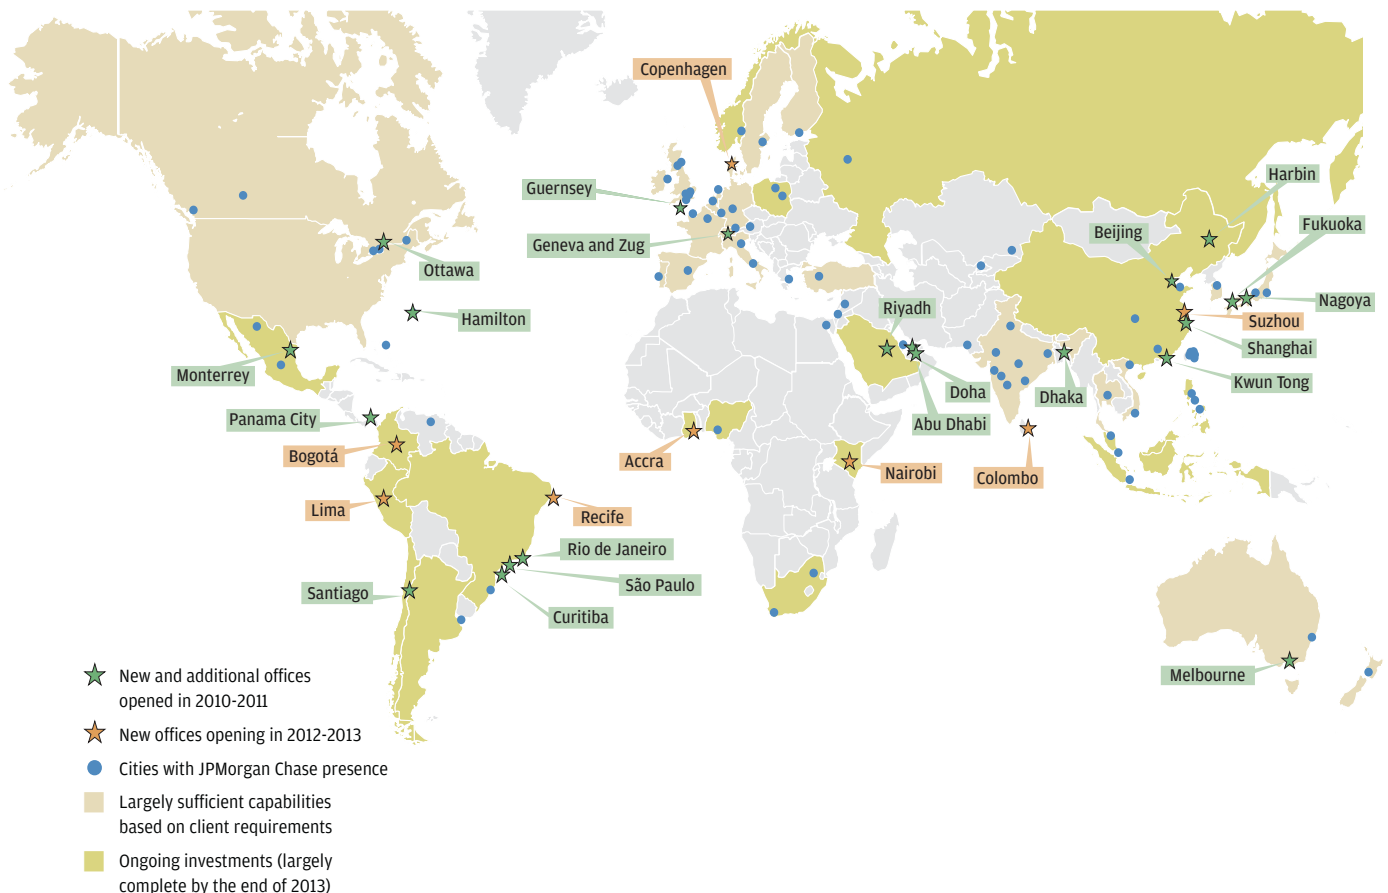 Copenhagen
Harbin
Guernsey
Fukuoka
Beijing
Geneva and Zug
Ottawa
Nagoya
Riyadh
Hamilton
Suzhou
Shanghai
Monterrey
Kwun Tong
Doha
Dhaka
Panama City
Abu Dhabi
Bogotá
Accra
Nairobi
Colombo
Lima
Recife
Rio de Janeiro
São Paulo
Santiago
Curitiba
Melbourne
New and additional offices
opened in 2010-2011
New offices opening in 2012-2013
Cities with JPMorgan Chase presence
Largely sufficient capabilities
based on client requirements
Ongoing investments (largely
complete by the end of 2013)